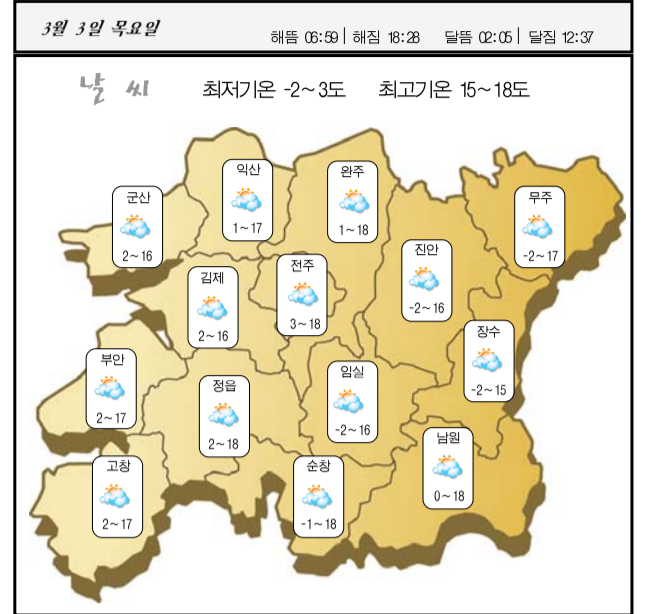 3월 3일 목요일
해뜸 06:59 | 해짐 18:28 달뜸 02:05 | 달짐 12:37
날씨 최저기온 -2~3도 최고기온 15~18도
익산
1~17
완주
1~18
군산
2~16
무주
-2~17
진안
-2~16
전주
3~18
김제
2~16
장수
-2~15
부안
2~17
임실
-2~16
정읍
2~18
남원
0~18
고창
2~17
순창
-1~18